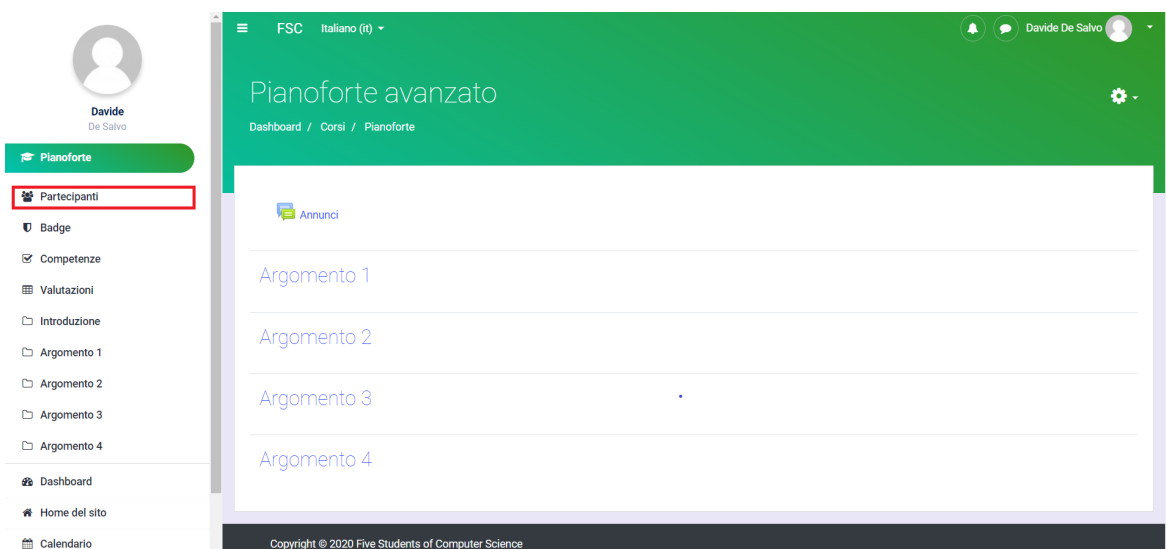 FSC Italiano (it)
Davide De Salvo
Davide
De Salvo
Pianoforte
Partecipanti
Badge
Competenze
Valutazioni
Introduzione
Argomento 1
Argomento 2
Argomento 3
Argomento 4
Dashboard
Home del sito
Calendario
Pianoforte avanzato
Dashboard / Corsi / Pianoforte
Annunci
Argomento 1
Argomento 2
Argomento 3
Argomento 4
Copyright © 2020 Five Students of Computer Science